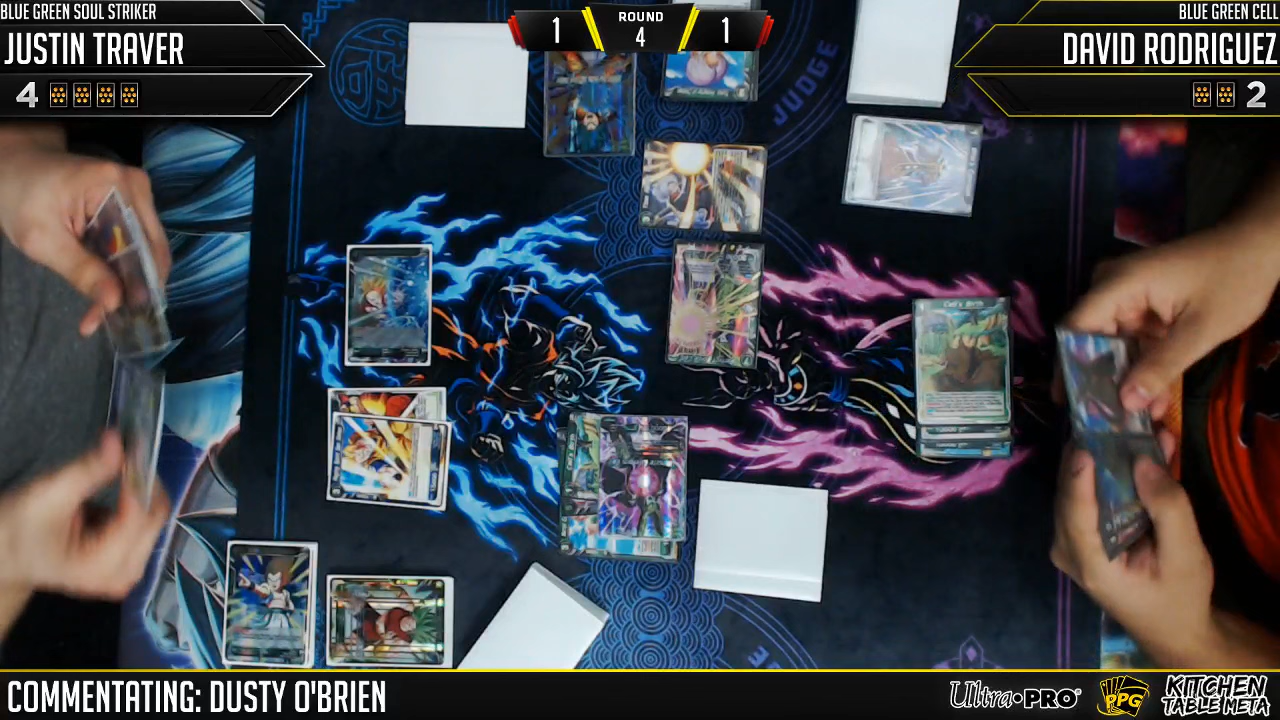 BLUE GREEN SOUL STRIKER
JUSTIN TRAVER
4
1
ROUND
4
1
BLUE GREEN CELL
DAVID RODRIGUEZ
2
JUDGE
Cell's Birth
COMMENTATING: DUSTY O'BRIEN
Ultra•PRO®
PPG
KITCHEN
TABLE META